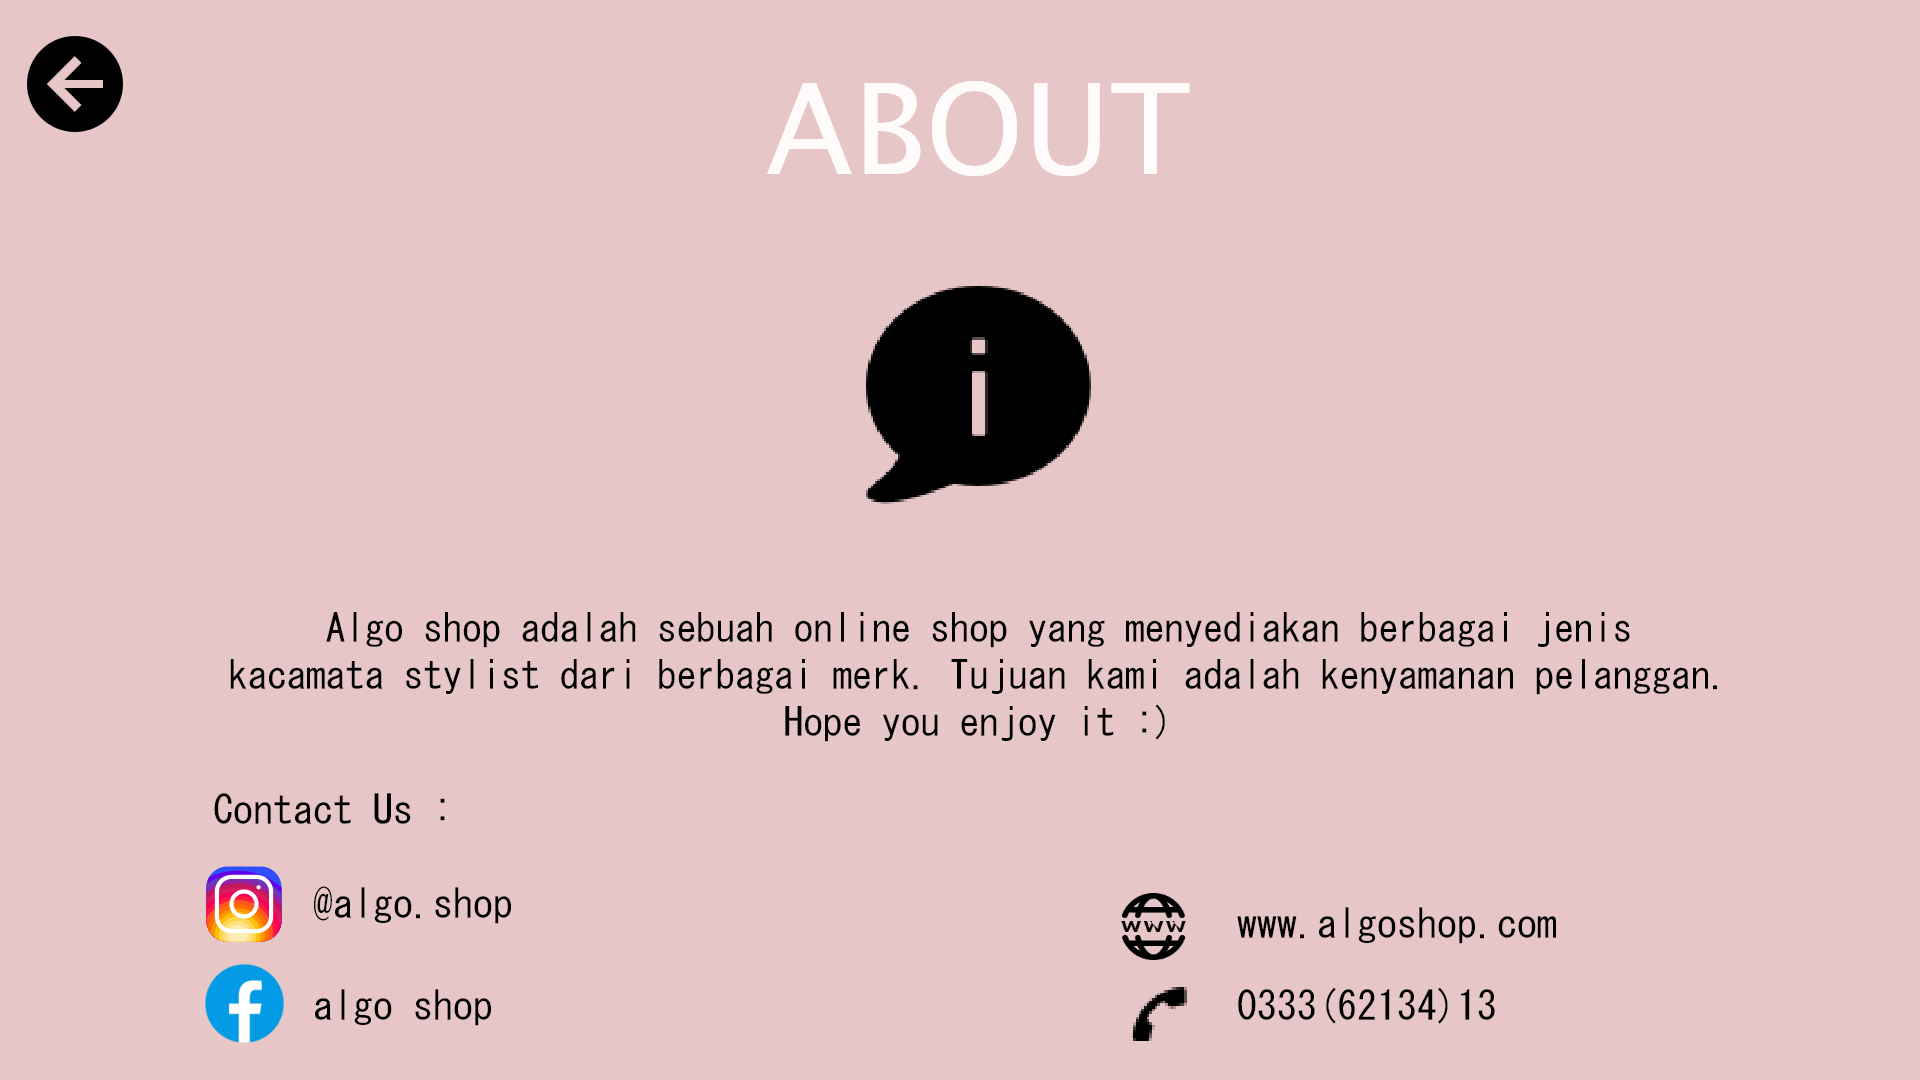 ABOUT
i
Algo shop adalah sebuah online shop yang menyediakan berbagai jenis
kacamata stylist dari berbagai merk. Tujuan kami adalah kenyamanan pelanggan.
Hope you enjoy it :)
Contact Us :
@algo.shop
algo shop
www
www.algoshop.com
0333(62134)13